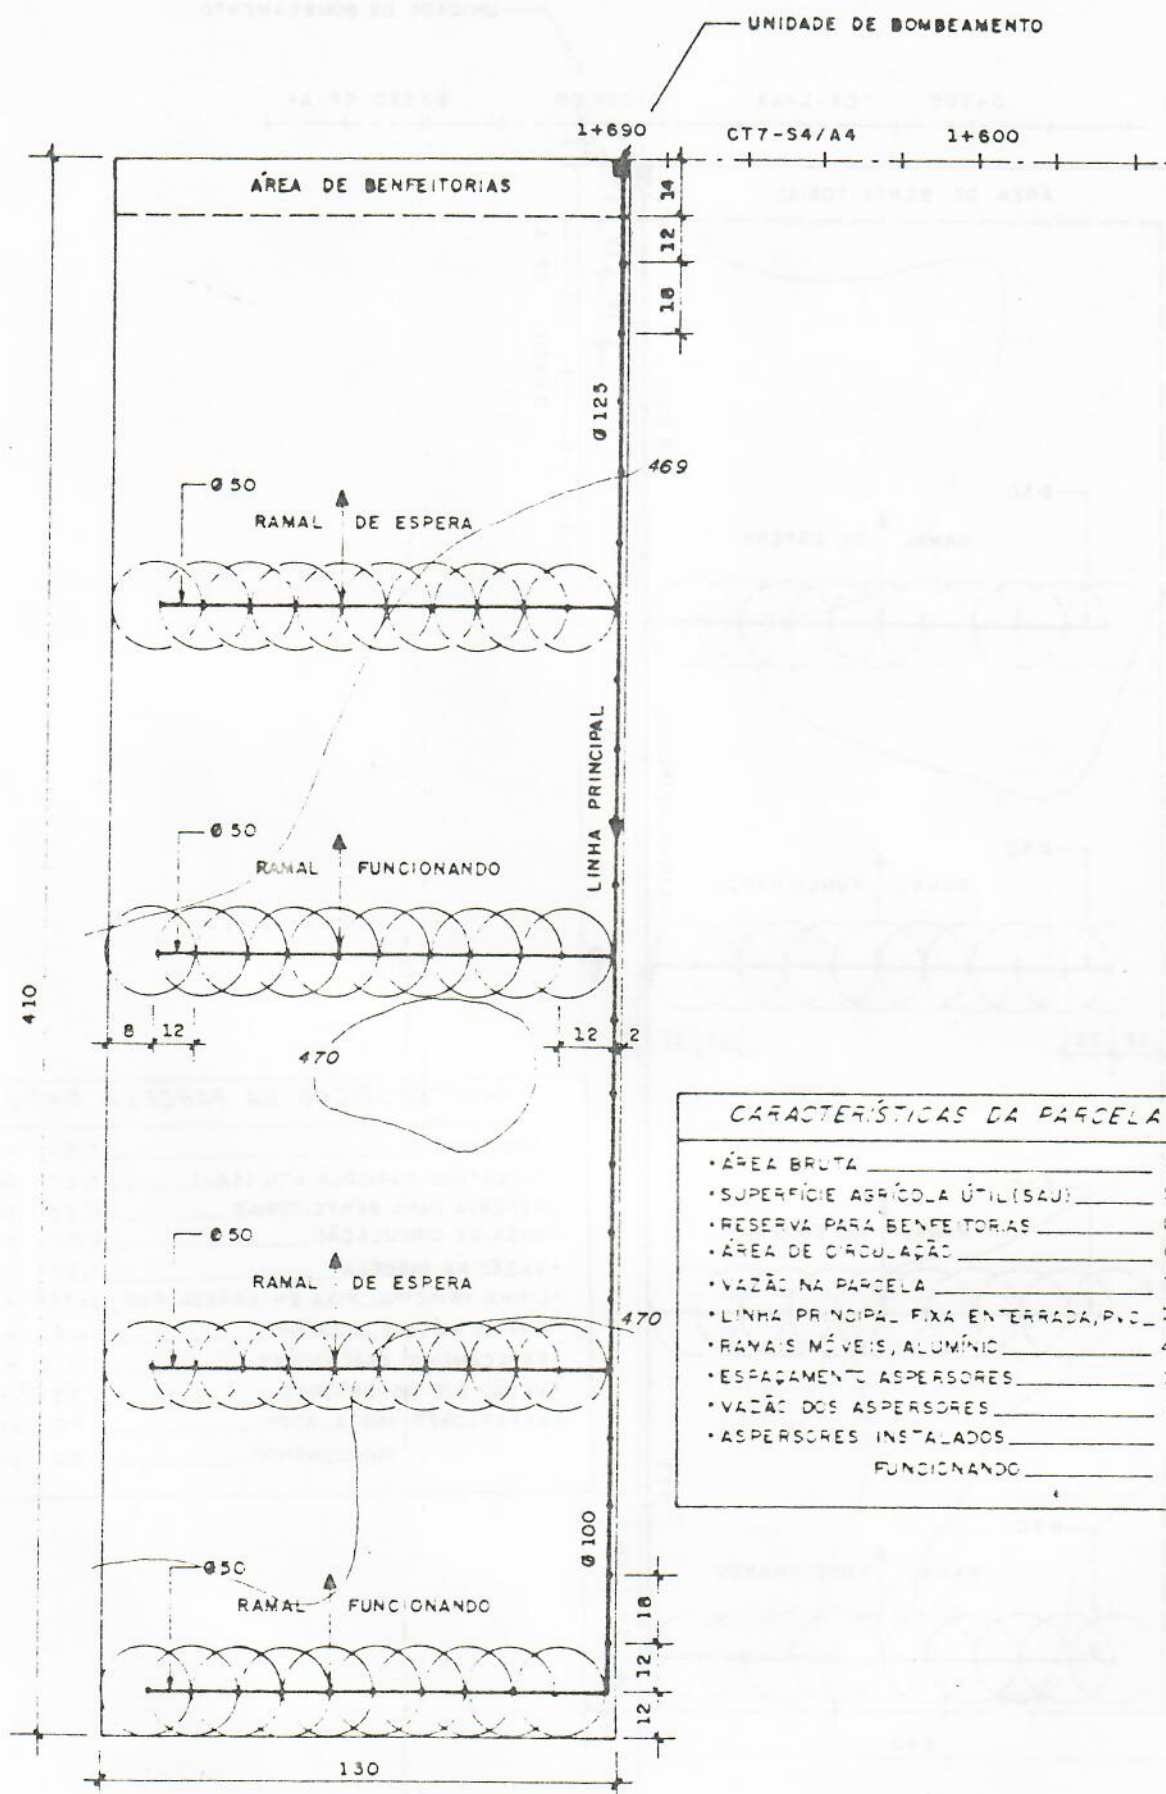 UNIDADE DE BOMBEAMENTO
1+690
CT7-S4/A4
1+600
ÁREA DE BENFEITORIAS
14
12
18
Ø 125
469
Ø 50
RAMAL DE ESPERA
LINHA PRINCIPAL
Ø 50
RAMAL FUNCIONANDO
410
8
12
12
2
470
CARACTERÍSTICAS DA PARCELA
• ÁREA BRUTA
• SUPERFÍCIE AGRÍCOLA ÚTIL (SAU)
• RESERVA PARA BENFEITORIAS
• ÁREA DE CIRCULAÇÃO
• VAZÃO NA PARCELA
• LINHA PRINCIPAL FIXA ENTERRADA, PVC
• RAMAIS MÓVEIS, ALUMÍNIO
• ESPAÇAMENTO ASPERSORES
• VAZÃO DOS ASPERSORES
• ASPERSORES INSTALADOS
FUNCIONANDO
Ø 50
RAMAL DE ESPERA
470
Ø 100
Ø 50
RAMAL FUNCIONANDO
18
12
12
130